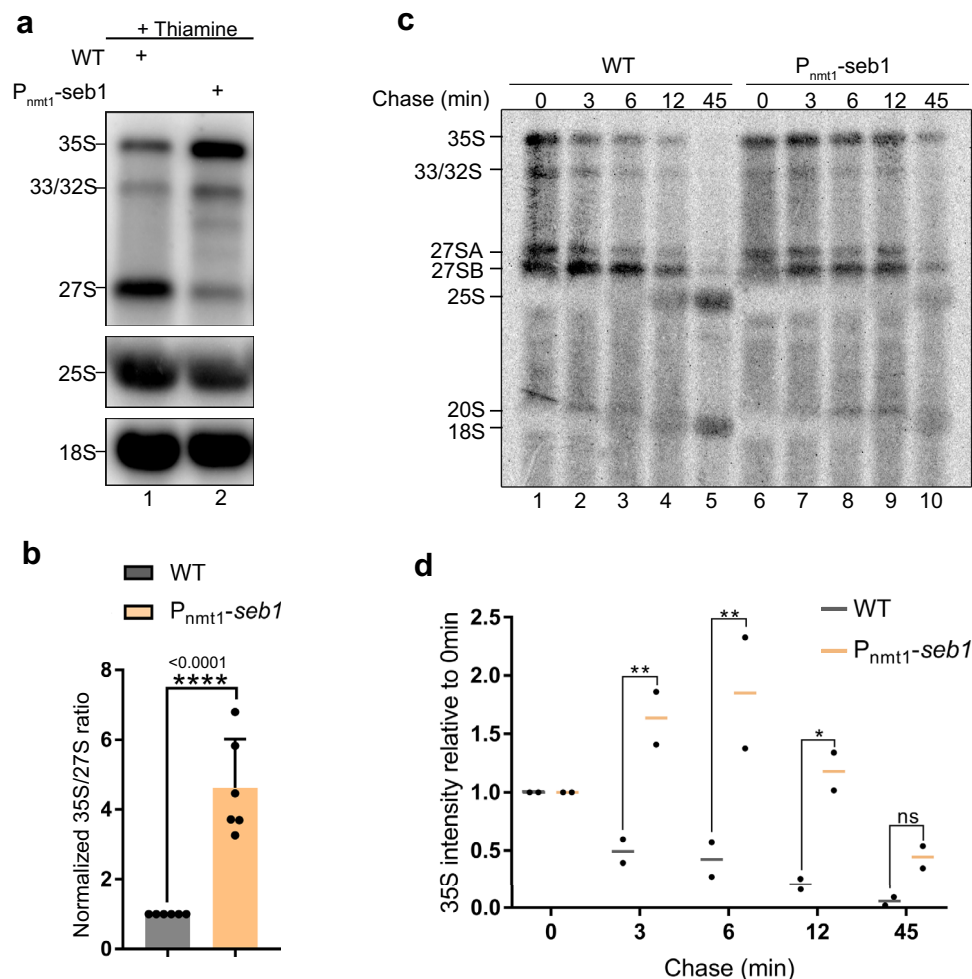 a
+ Thiamine
WT +
Pnmt1-seb1 +
35S
33/32S
27S
25S
18S
1 2
b
WT
Pnmt1-seb1
<0.0001
****
8
6
4
2
0
Normalized 35S/27S ratio
c
WT Pnmt1-seb1
Chase (min) 0 3 6 12 45 0 3 6 12 45
35S
33/32S
27SA
27SB
25S
20S
18S
1 2 3 4 5 6 7 8 9 10
d
WT
Pnmt1-seb1
2.5
2.0
1.5
1.0
0.5
0.0
35S intensity relative to 0min
** ** * ns
0 3 6 12 45
Chase (min)